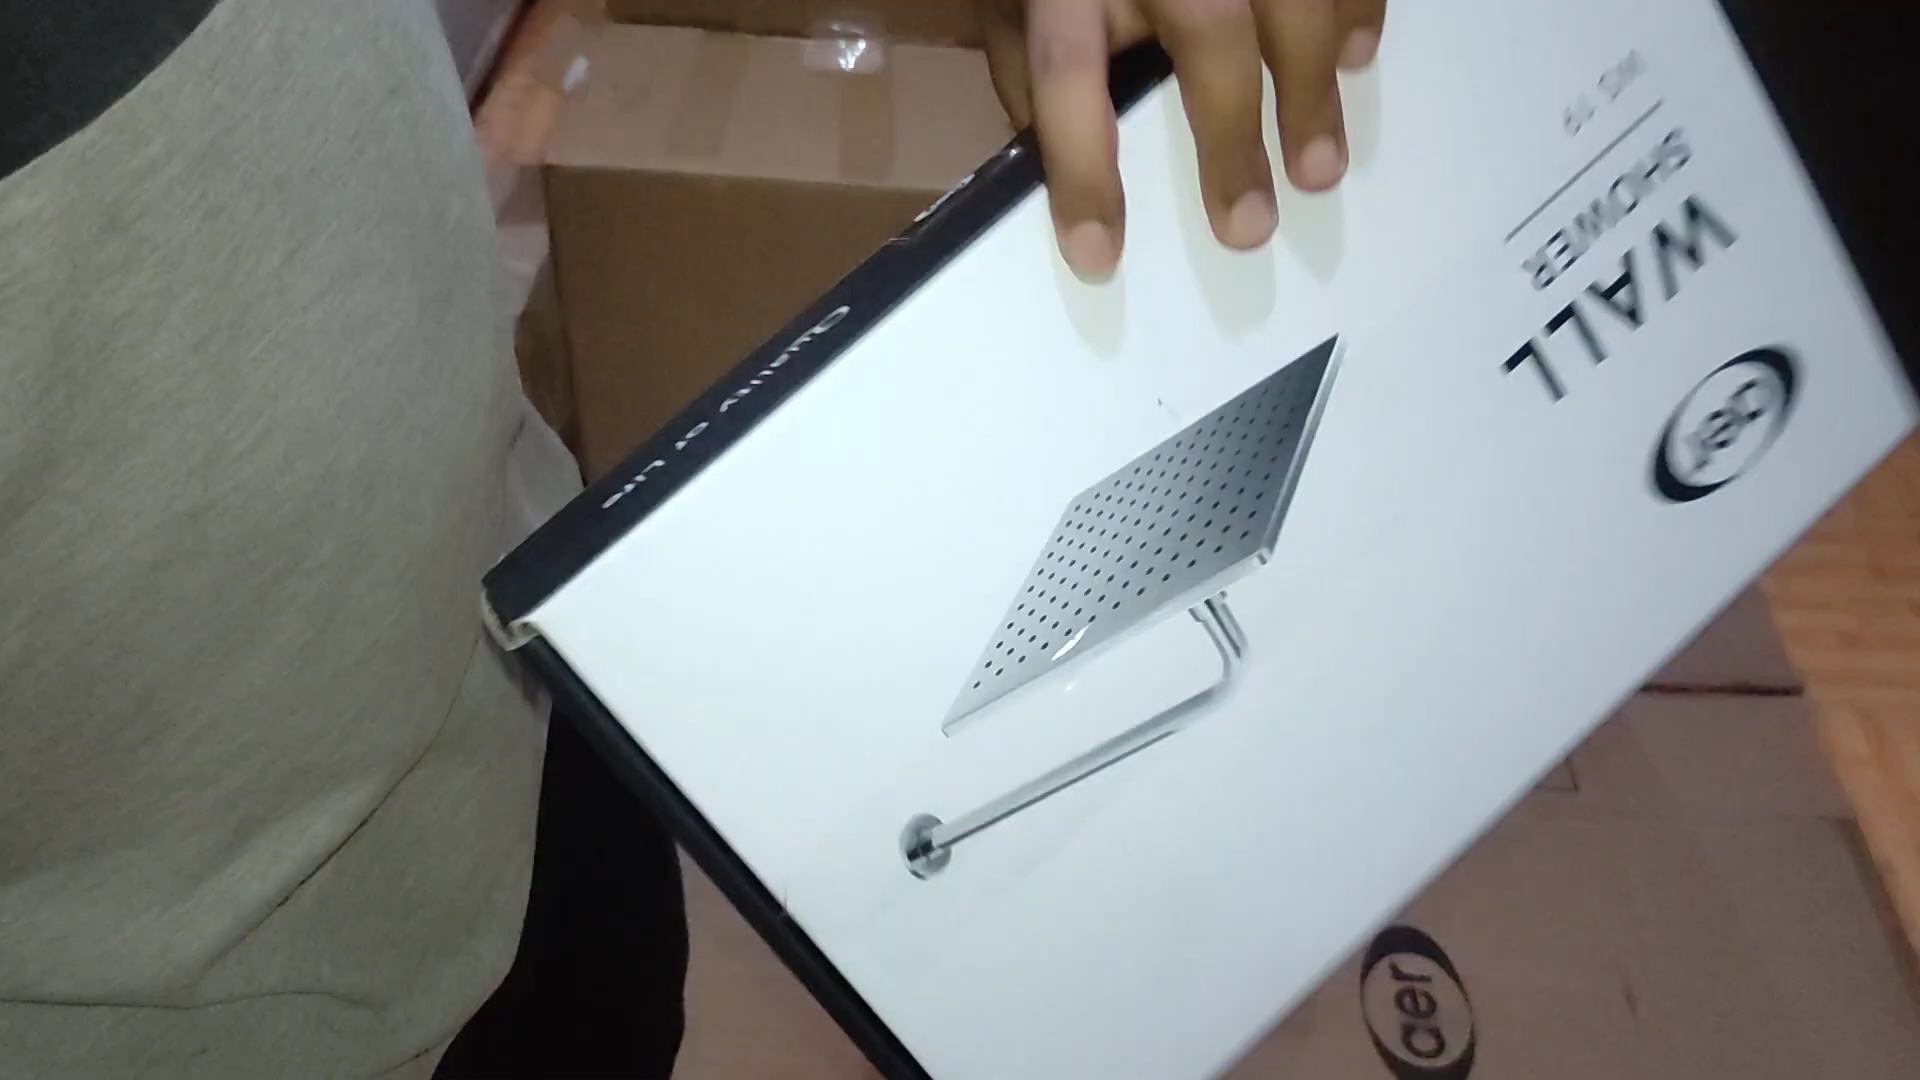 aer
WALL
SHOWER
WS 19
Quality of Life
aer